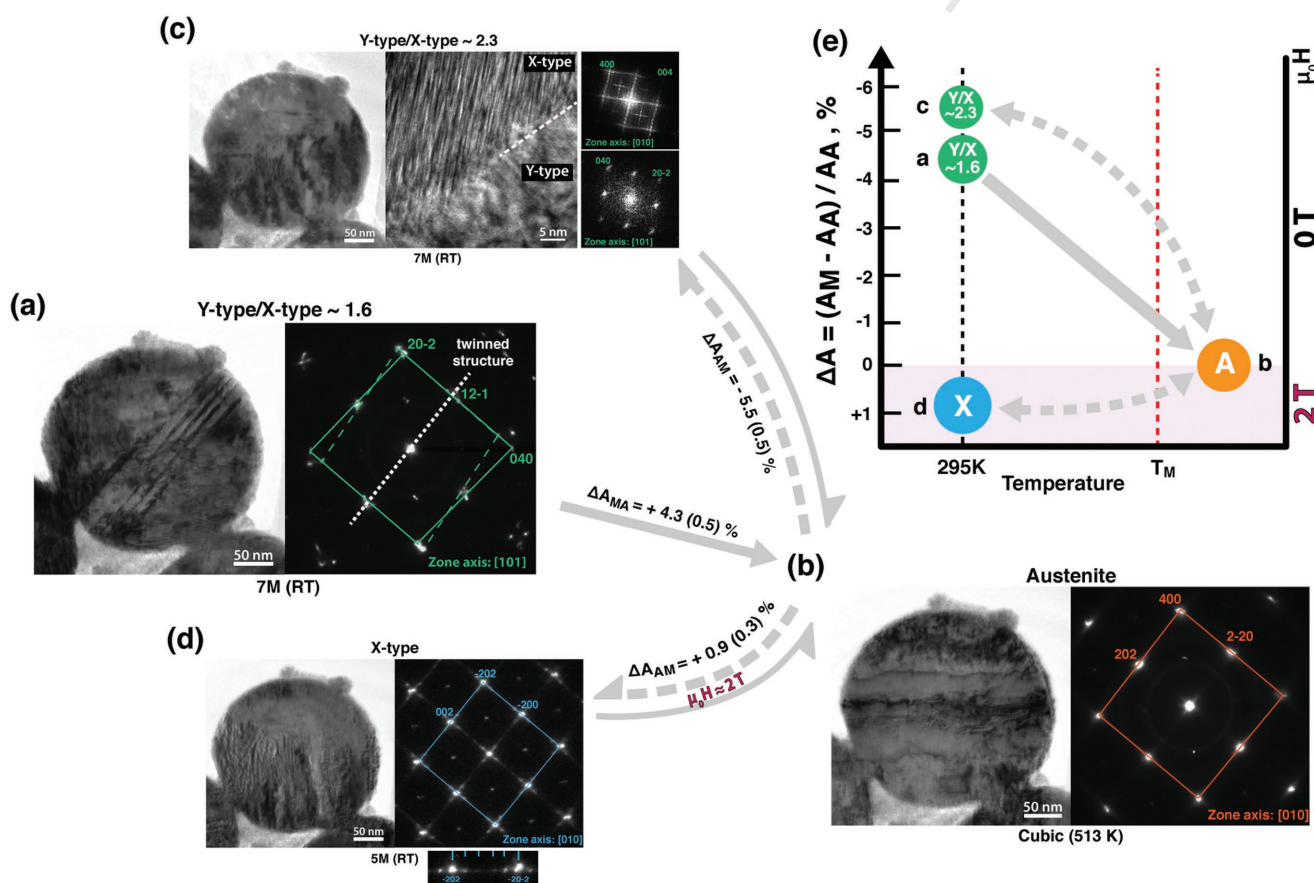 (c)
Y-type/X-type ~ 2.3
X-type
Y-type
50 nm
5 nm
400
004
Zone axis: [010]
040
20-2
Zone axis: [101]
7M (RT)
(a)
Y-type/X-type ~ 1.6
20-2
twinned
structure
12-1
040
50 nm
Zone axis: [101]
7M (RT)
ΔAAM = - 5.5 (0.5) %
ΔAMA = + 4.3 (0.5) %
ΔAAM = + 0.9 (0.3) %
μ0H≈2T
(d)
X-type
-202
002
-200
50 nm
Zone axis: [010]
5M (RT)
-202
-20-2
(e)
ΔA = (AM - AA) / AA , %
-6
-5
-4
-3
-2
-1
0
+1
c
Y/X
~2.3
a
Y/X
~1.6
A
b
d
X
μ0H
0T
2T
295K
TM
Temperature
(b)
Austenite
400
202
2-20
50 nm
Zone axis: [010]
Cubic (513 K)